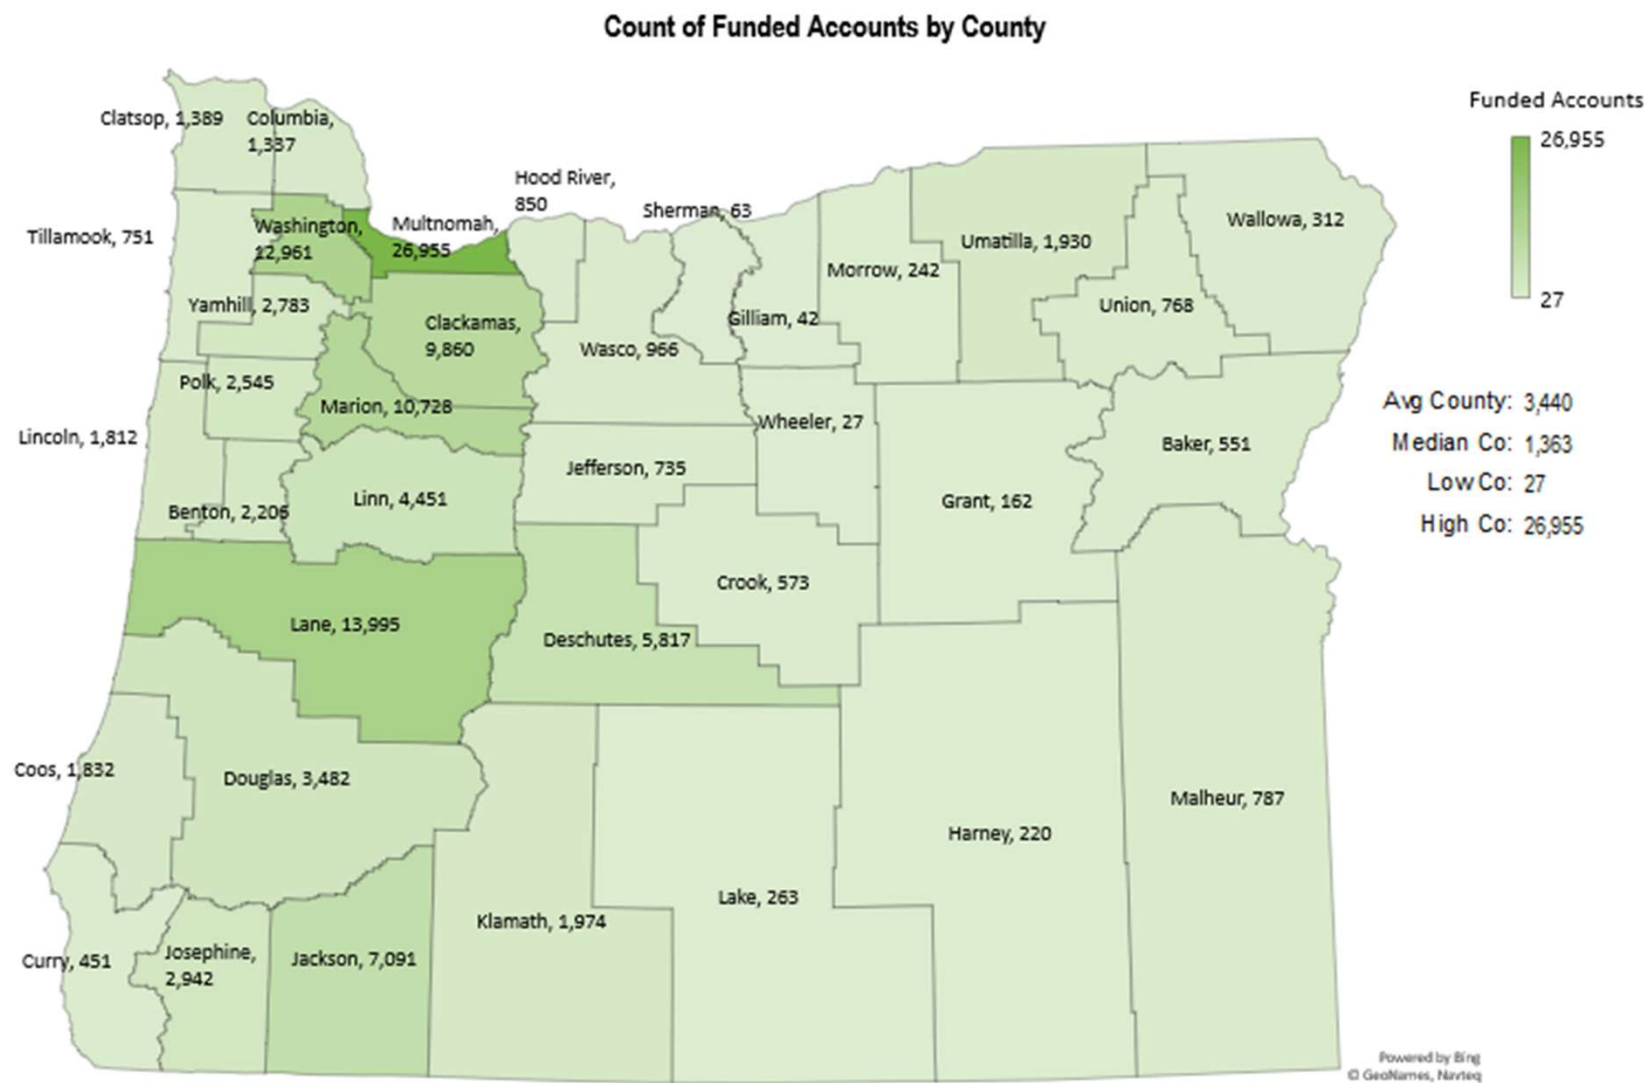 Count of Funded Accounts by County
Funded Accounts
26,955
27
Clatsop, 1,389
Columbia,
1,337
Hood River,
850
Sherman, 63
Tillamook, 751
Washington,
12,961
Multnomah,
26,955
Wallowa, 312
Umatilla, 1,930
Morrow, 242
Yamhill, 2,783
Clackamas,
9,860
Gilliam, 42
Union, 768
Wasco, 966
Polk, 2,545
Marion, 10,728
Wheeler, 27
Avg County: 3,440
Median Co: 1,363
Low Co: 27
High Co: 26,955
Lincoln, 1,812
Baker, 551
Jefferson, 735
Linn, 4,451
Grant, 162
Benton, 2,206
Crook, 573
Lane, 13,995
Deschutes, 5,817
Coos, 1,832
Douglas, 3,482
Malheur, 787
Harney, 220
Lake, 263
Klamath, 1,974
Curry, 451
Josephine,
2,942
Jackson, 7,091
Powered by Bing
© GeoNames, Navteq